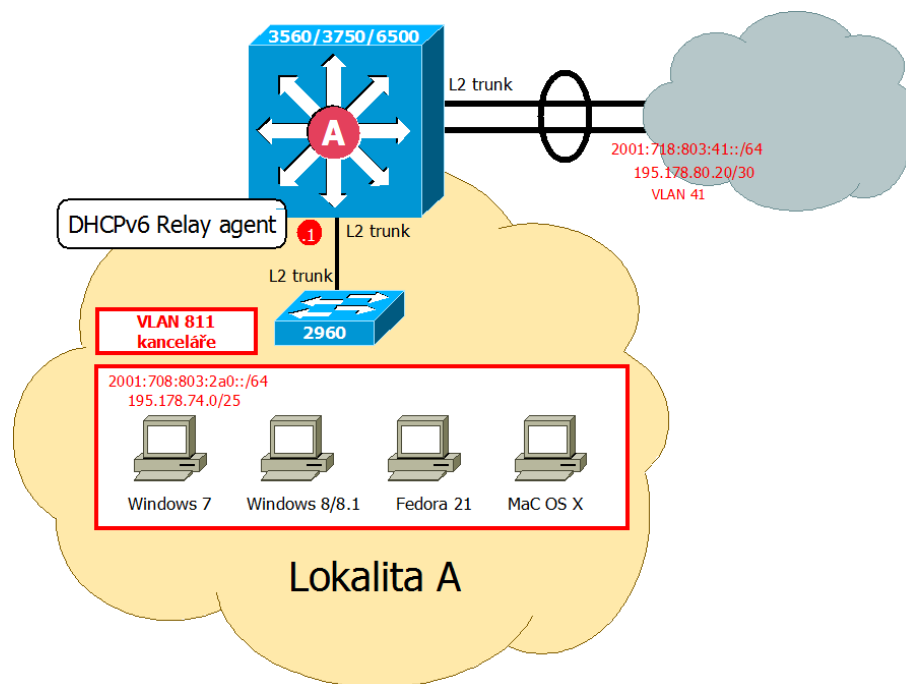 3560/3750/6500
L2 trunk
A
2001:718:803:41::/64
195.178.80.20/30
VLAN 41
DHCPv6 Relay agent
.1
L2 trunk
L2 trunk
2960
VLAN 811
kanceláře
2001:708:803:2a0::/64
195.178.74.0/25
Windows 7
Windows 8/8.1
Fedora 21
MaC OS X
Lokalita A